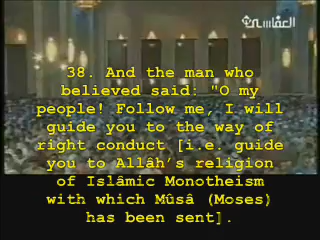 العفاسي
38. And the man who
believed said: "O my
people! Follow me, I will
guide you to the way of
right conduct [i.e. guide
you to Allâh's religion
of Islâmic Monotheism
with which Mûsâ (Moses)
has been sent].